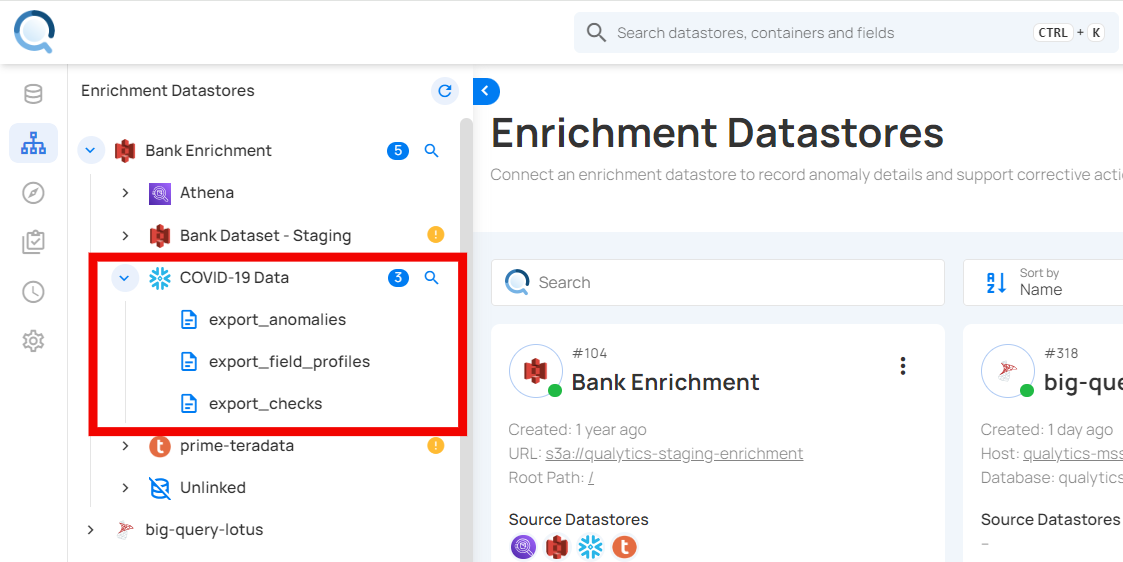 Search datastores, containers and fields
CTRL + K
Enrichment Datastores
Bank Enrichment
5
Athena
Bank Dataset - Staging
COVID-19 Data
3
export_anomalies
export_field_profiles
export_checks
prime-teradata
Unlinked
big-query-lotus
Enrichment Datastores
Connect an enrichment datastore to record anomaly details and support corrective acti
Search
A
Z
Sort by
Name
#104
Bank Enrichment
Created: 1 year ago
URL: s3a://qualytics-staging-enrichment
Root Path: /
Source Datastores
t
#318
big-que
Created: 1 day ago
Host: qualytics-mss
Database: qualytics
Source Datastores
–